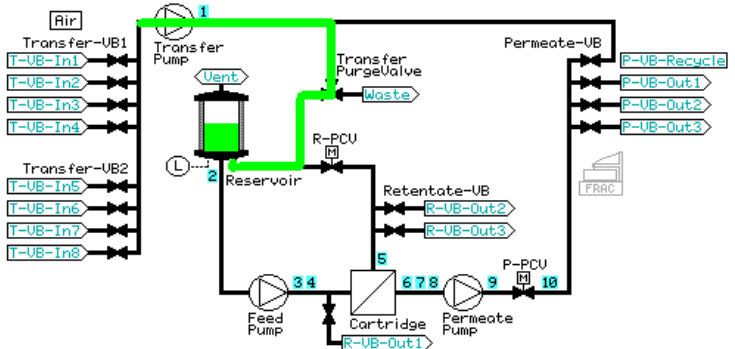 Air
1
Transfer-VB1
Transfer
Pump
Permeate-VB
T-VB-In1
T-VB-In2
T-VB-In3
T-VB-In4
Vent
Transfer
PurgeValve
Waste
P-VB-Recycle
P-VB-Out1
P-VB-Out2
P-VB-Out3
R-PCV
M
L
2
Reservoir
FRAC
Transfer-VB2
T-VB-In5
T-VB-In6
T-VB-In7
T-VB-In8
Retentate-VB
R-VB-Out2
R-VB-Out3
5
P-PCV
M
3 4
6 7 8
9
10
Feed
Pump
Cartridge
Permeate
Pump
R-VB-Out1